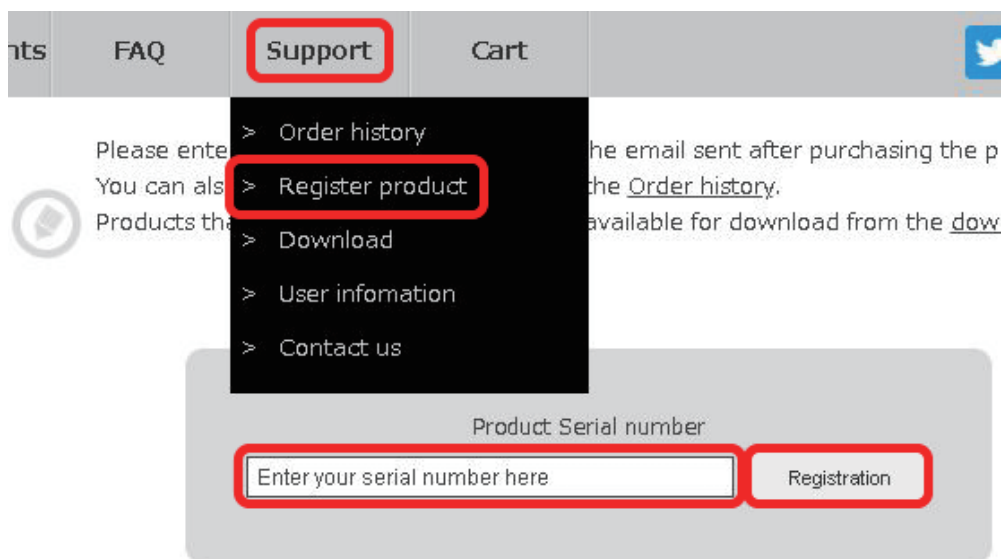 nts FAQ Support Cart
> Order history
Please ente he email sent after purchasing the p
You can als > Register product the Order history.
Products tha available for download from the dow
> Download
> User infomation
> Contact us
Product Serial number
Enter your serial number here Registration